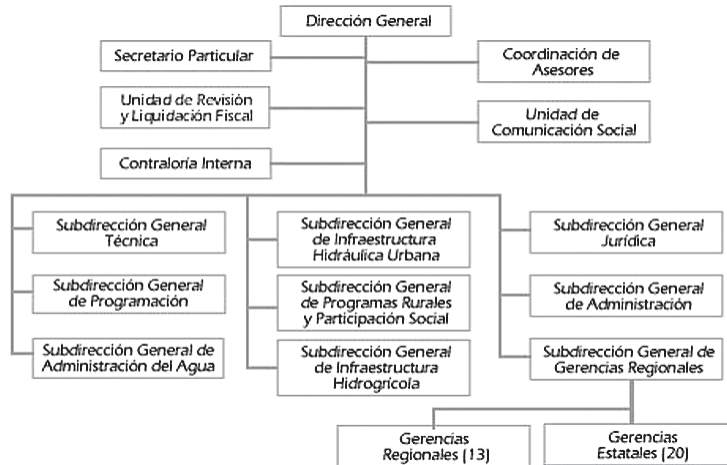 Dirección General
Secretario Particular
Coordinación de
Asesores
Unidad de Revisión
y Liquidación Fiscal
Unidad de
Comunicación Social
Contraloría Interna
Subdirección General
Técnica
Subdirección General
de Programación
Subdirección General de
Administración del Agua
Subdirección General
de Infraestructura
Hidráulica Urbana
Subdirección General
de Programas Rurales
y Participación Social
Subdirección General
de Infraestructura
Hidrogrícola
Subdirección General
Jurídica
Subdirección General
de Administración
Subdirección General de
Gerencias Regionales
Gerencias
Regionales (13)
Gerencias
Estatales (20)